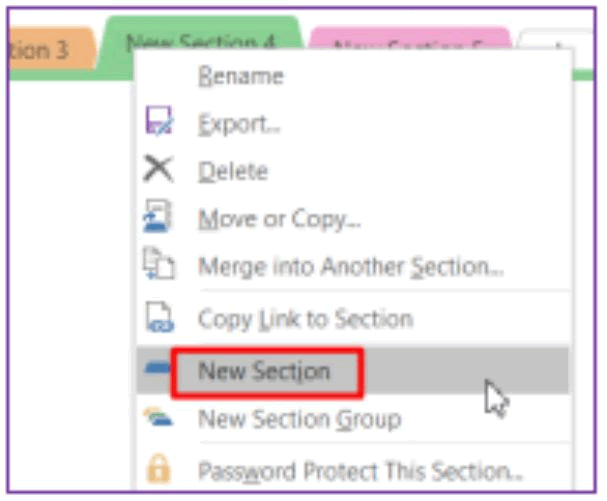 tion 3 New Section 4 New Section 5
Rename
Export...
Delete
Move or Copy...
Merge into Another Section...
Copy Link to Section
New Section
New Section Group
Password Protect This Section...